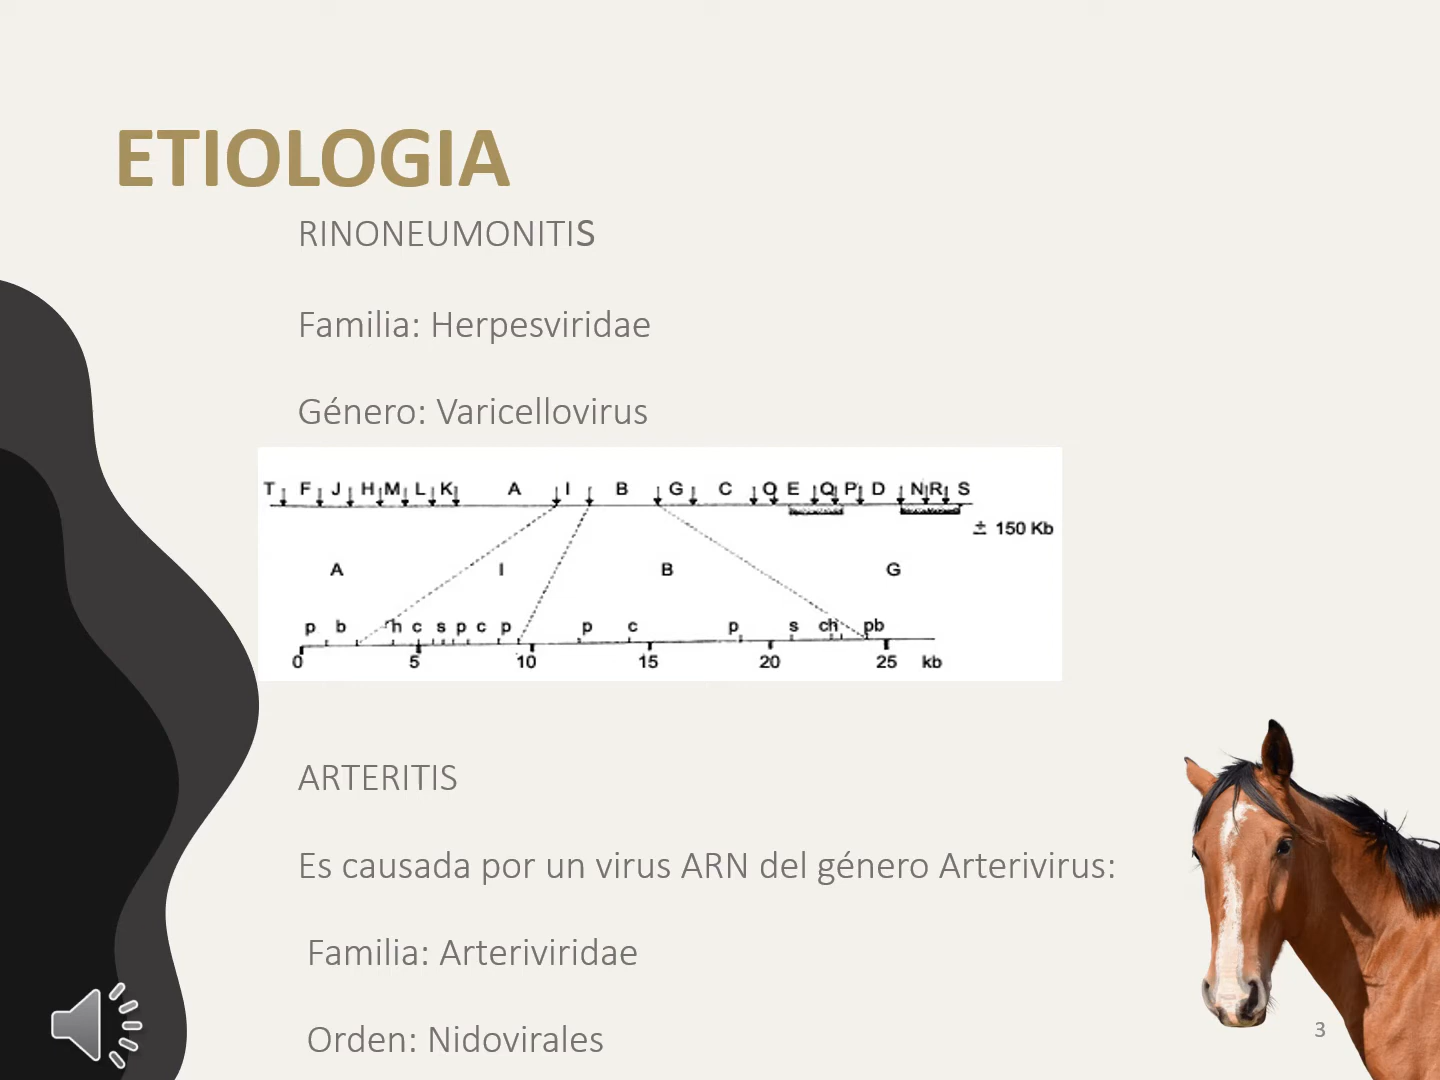 ETIOLOGIA
RINONEUMONITIS
Familia: Herpesviridae
Género: Varicellovirus
T F J H M L K A I B G C O E Q P D N R S
± 150 Kb
A I B G
p b h c s p c p p c p s ch pb
0 5 10 15 20 25 kb
ARTERITIS
Es causada por un virus ARN del género Arterivirus:
Familia: Arteriviridae
Orden: Nidovirales
3